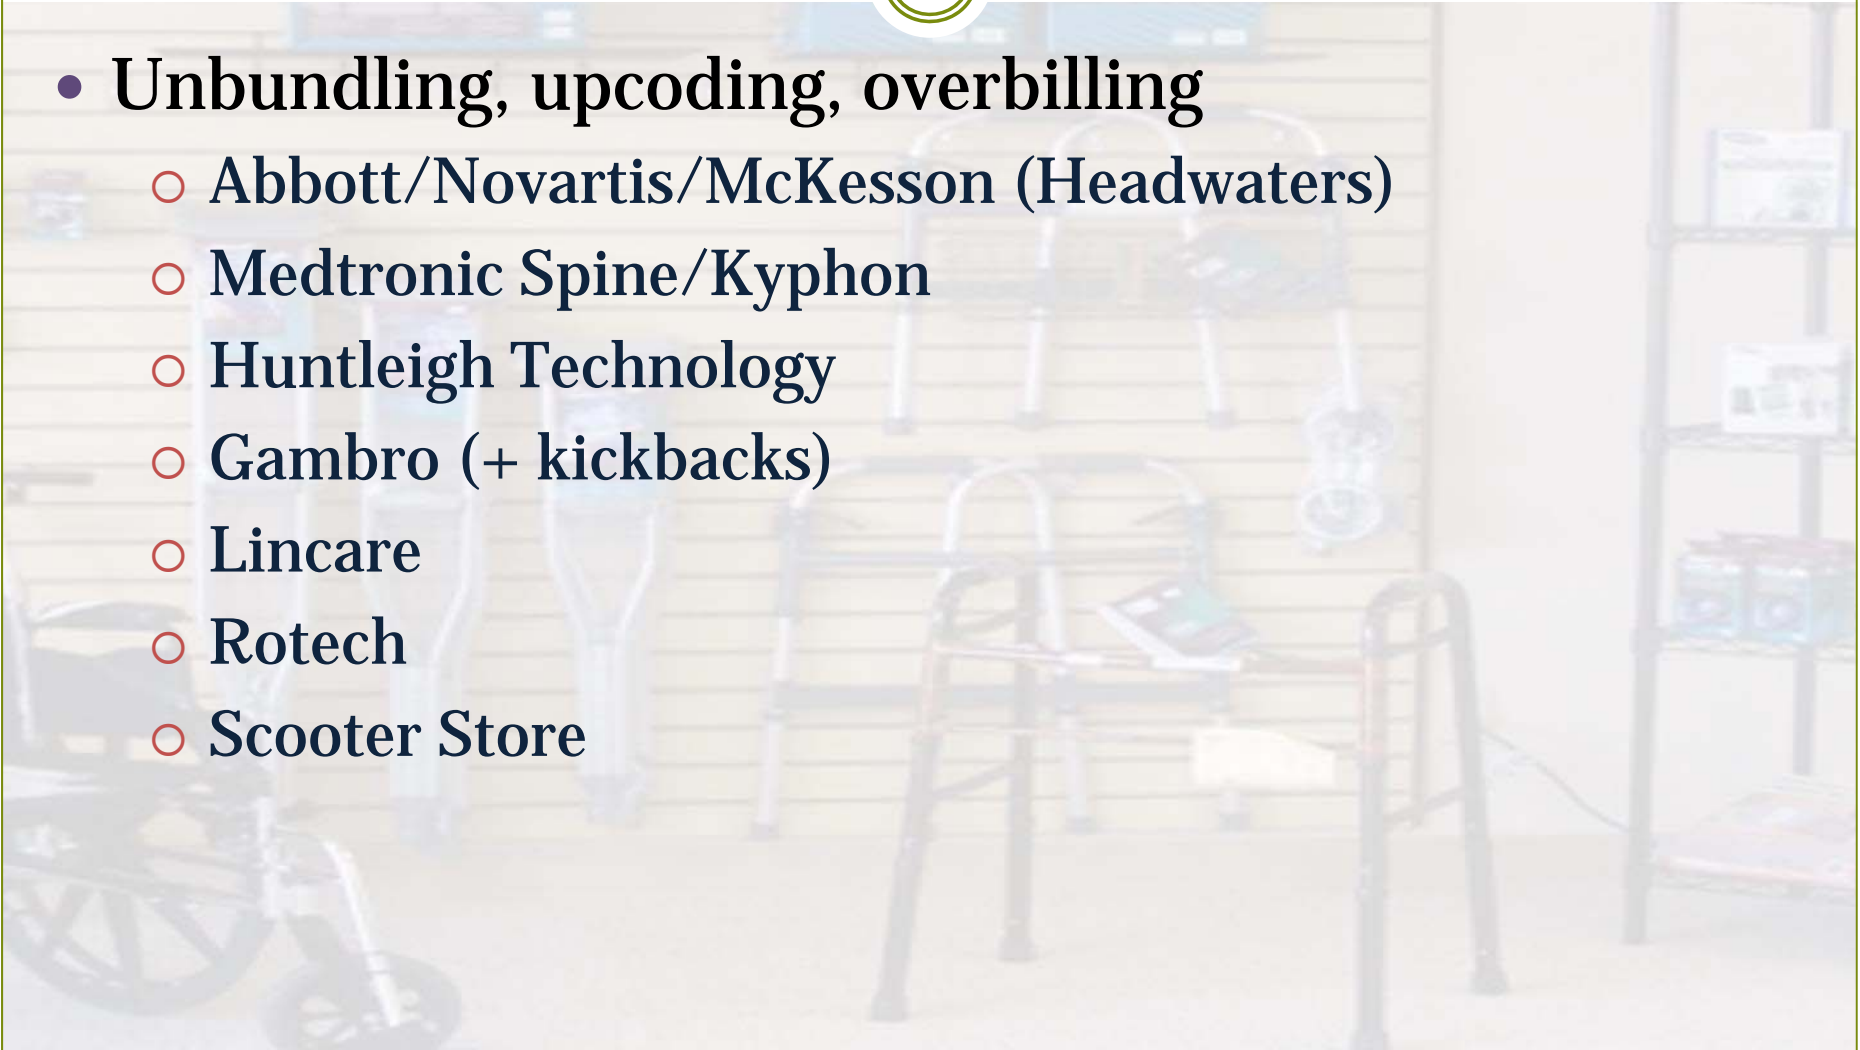 Unbundling, upcoding, overbilling
Abbott/Novartis/McKesson (Headwaters)
Medtronic Spine/Kyphon
Huntleigh Technology
Gambro (+ kickbacks)
Lincare
Rotech
Scooter Store